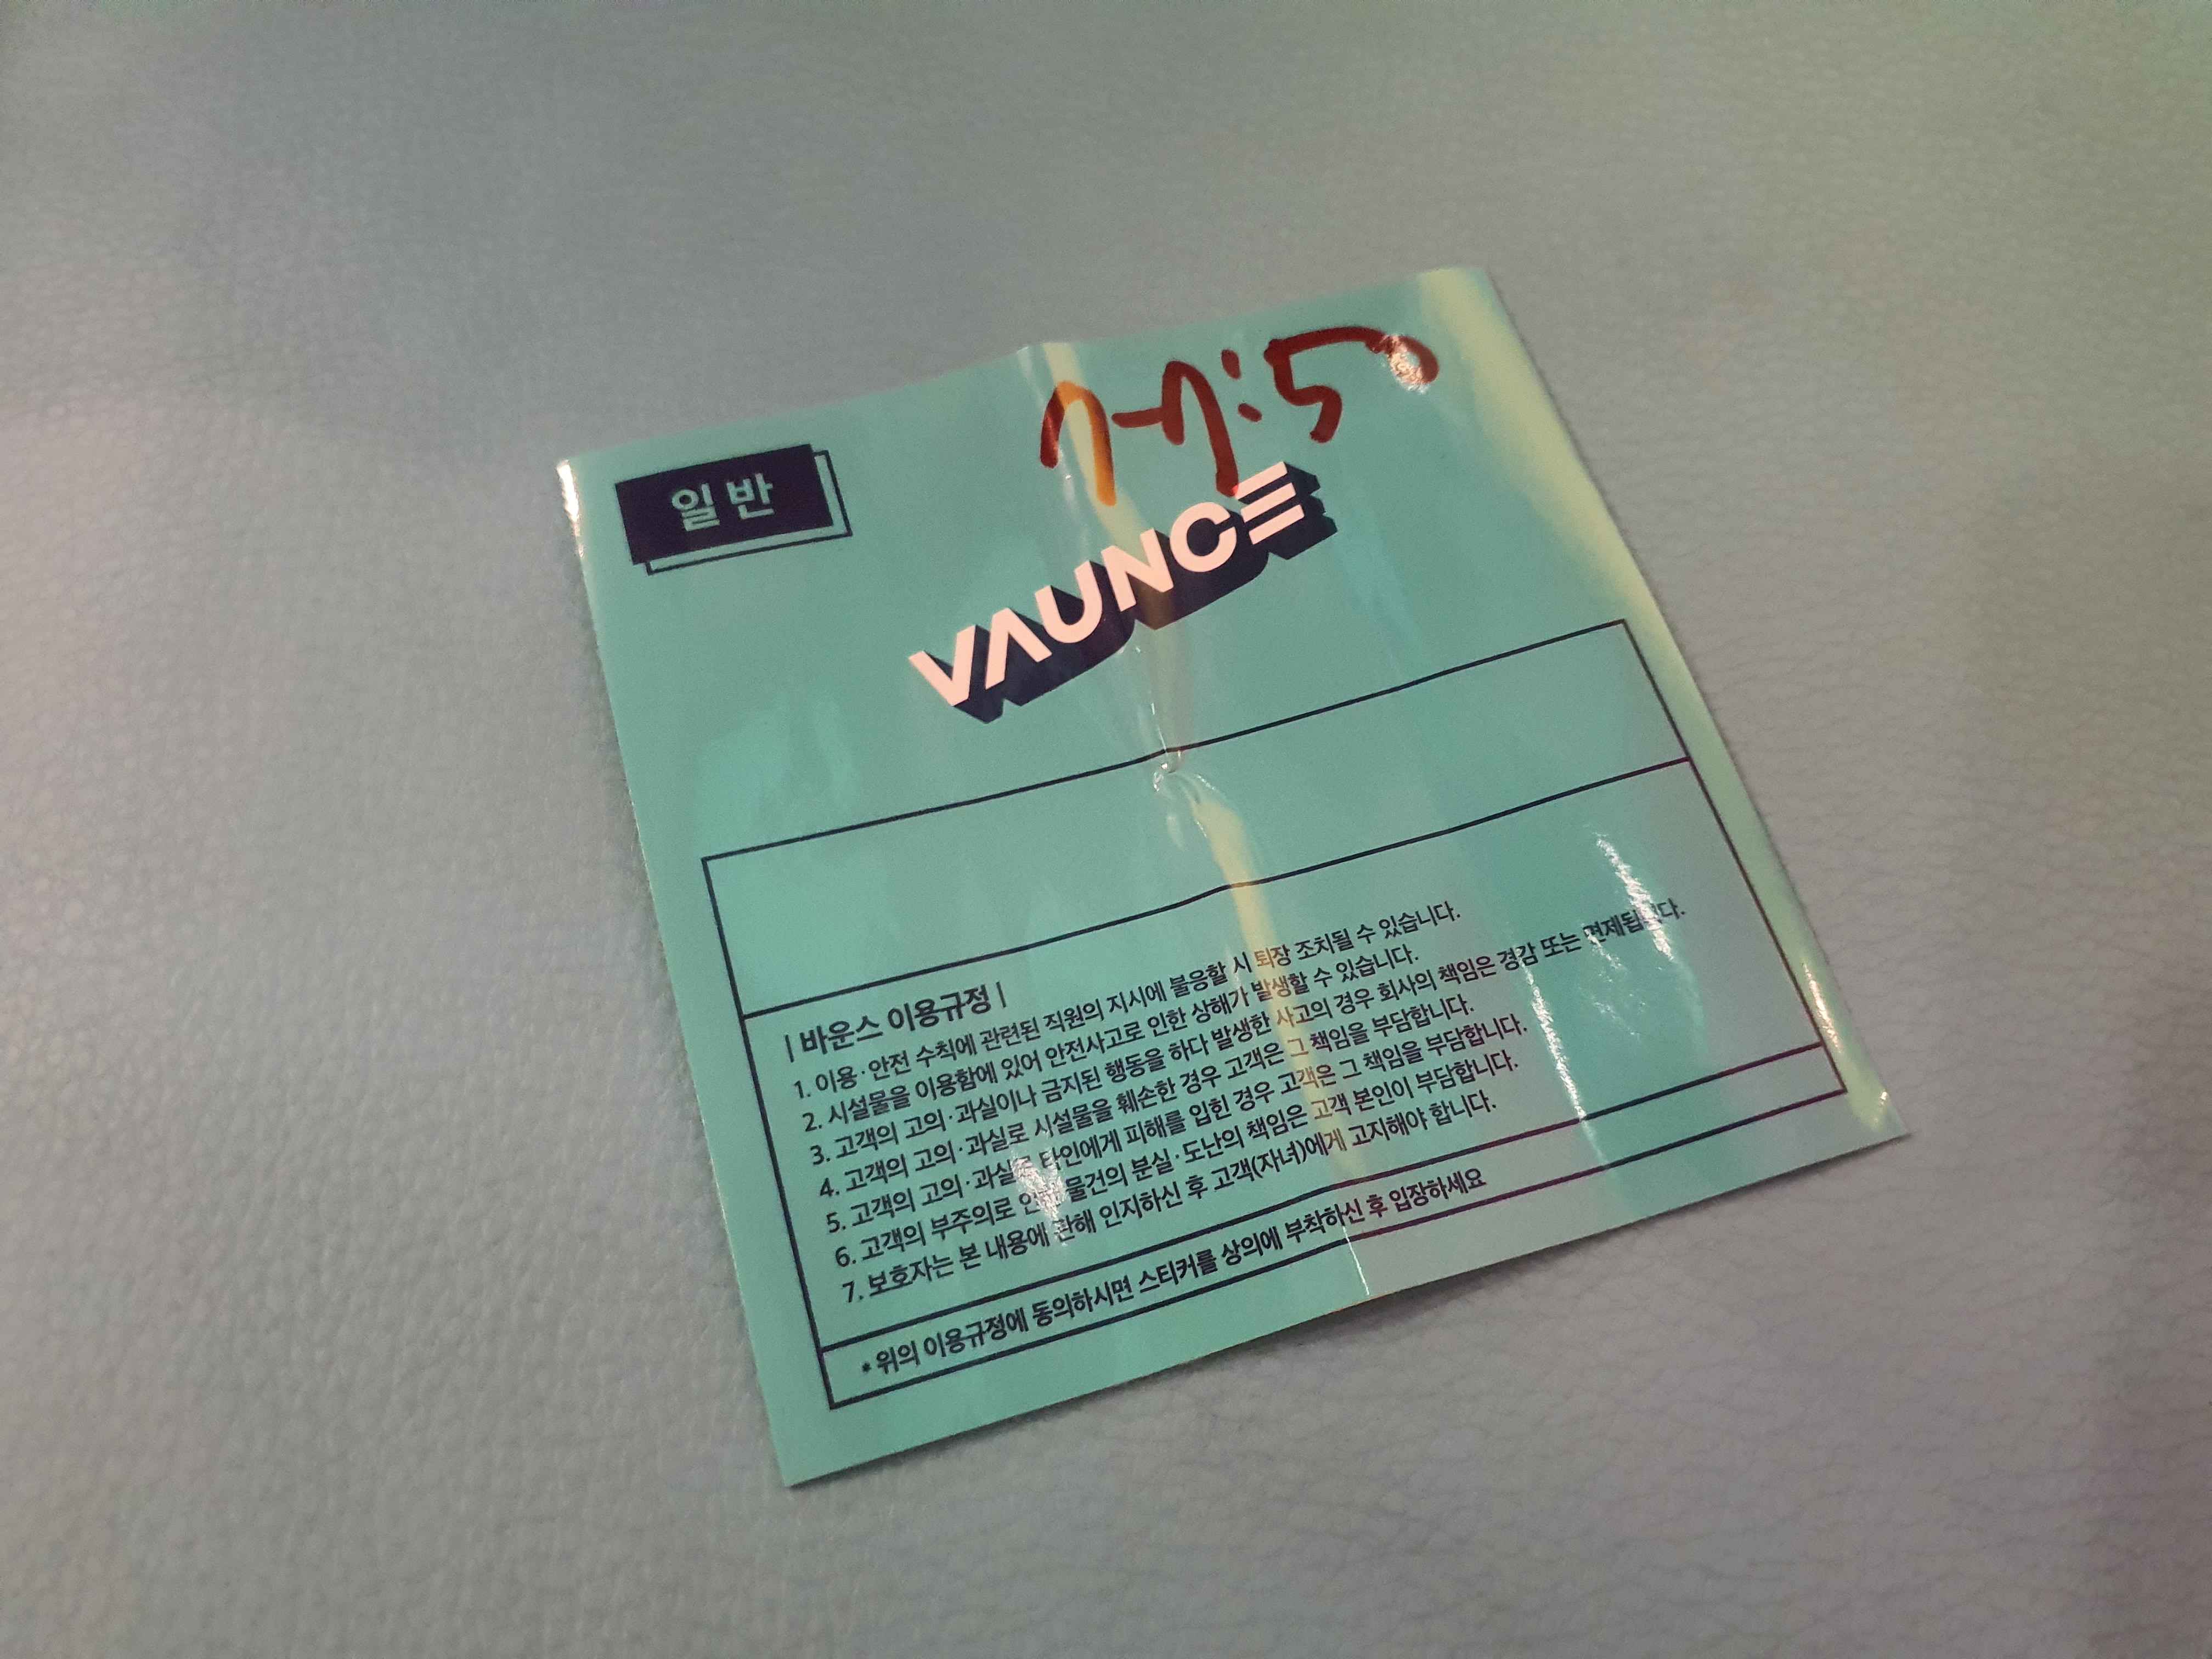 7-7:50
일반
VAUNCE
| 바운스 이용규정 |
1. 이용·안전 수칙에 관련된 직원의 지시에 불응할 시 퇴장 조치될 수 있습니다.
2. 시설물을 이용함에 있어 안전사고로 인한 상해가 발생할 수 있습니다.
3. 고객의 고의·과실이나 금지된 행동을 하다 발생한 사고의 경우 회사의 책임은 경감 또는 면제됩니다.
4. 고객의 고의·과실로 시설물을 훼손한 경우 고객은 그 책임을 부담합니다.
5. 고객의 고의·과실로 타인에게 피해를 입힌 경우 고객은 그 책임을 부담합니다.
6. 고객의 부주의로 인한 물건의 분실·도난의 책임은 고객 본인이 부담합니다.
7. 보호자는 본 내용에 관해 인지하신 후 고객(자녀)에게 고지해야 합니다.
* 위의 이용규정에 동의하시면 스티커를 상의에 부착하신 후 입장하세요